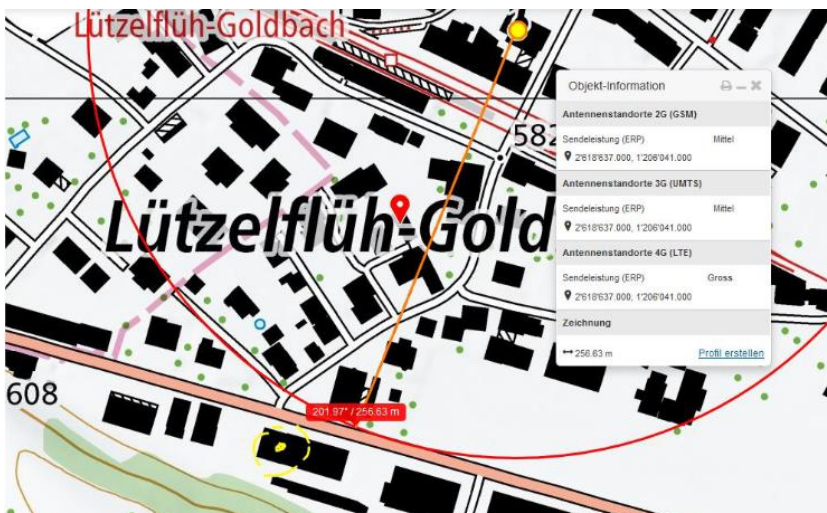 Lützelflüh-Goldbach
582
Objekt-Information
Antennenstandorte 2G (GSM)
Sendeleistung (ERP) Mittel
2'618'637.000, 1'206'041.000
Antennenstandorte 3G (UMTS)
Sendeleistung (ERP) Mittel
2'618'637.000, 1'206'041.000
Antennenstandorte 4G (LTE)
Sendeleistung (ERP) Gross
2'618'637.000, 1'206'041.000
Zeichnung
256.63 m Profil erstellen
Lützelflüh-Gold
608
201.97° / 256.63 m